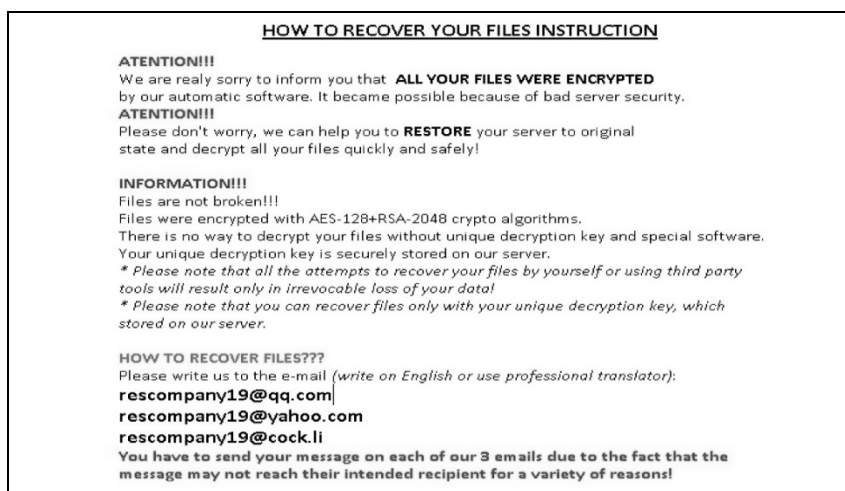 HOW TO RECOVER YOUR FILES INSTRUCTION
ATENTION!!!
We are realy sorry to inform you that ALL YOUR FILES WERE ENCRYPTED
by our automatic software. It became possible because of bad server security.
ATENTION!!!
Please don't worry, we can help you to RESTORE your server to original
state and decrypt all your files quickly and safely!
INFORMATION!!!
Files are not broken!!!
Files were encrypted with AES-128+RSA-2048 crypto algorithms.
There is no way to decrypt your files without unique decryption key and special software.
Your unique decryption key is securely stored on our server.
* Please note that all the attempts to recover your files by yourself or using third party
tools will result only in irrevocable loss of your data!
* Please note that you can recover files only with your unique decryption key, which
stored on our server.
HOW TO RECOVER FILES???
Please write us to the e-mail (write on English or use professional translator):
rescompany19@qq.com
rescompany19@yahoo.com
rescompany19@cock.li
You have to send your message on each of our 3 emails due to the fact that the
message may not reach their intended recipient for a variety of reasons!